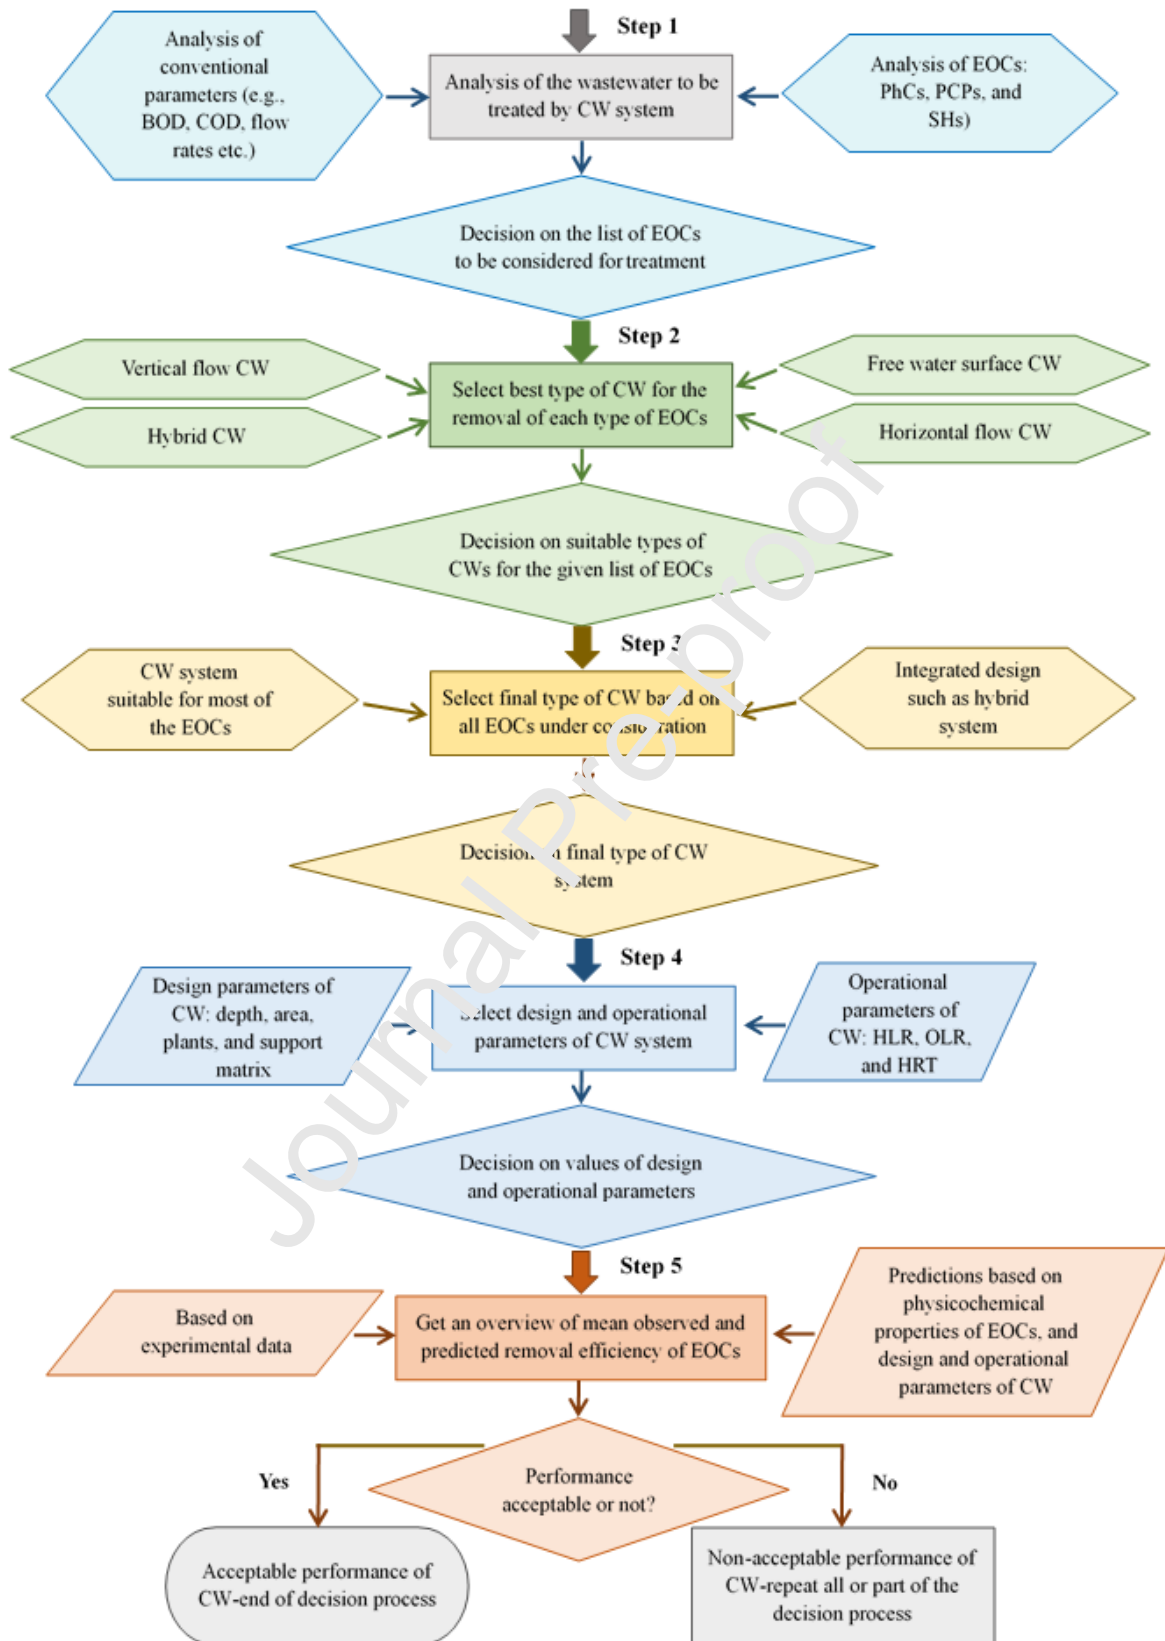 Step 1
Analysis of
conventional
parameters (e.g.,
BOD, COD, flow
rates etc.)
Analysis of the wastewater to be
treated by CW system
Analysis of EOCs:
PhCs, PCPs, and
SHs)
Decision on the list of EOCs
to be considered for treatment
Step 2
Vertical flow CW
Hybrid CW
Select best type of CW for the
removal of each type of EOCs
Free water surface CW
Horizontal flow CW
Decision on suitable types of
CWs for the given list of EOCs
Step 3
CW system
suitable for most of
the EOCs
Select final type of CW based on
all EOCs under consideration
Integrated design
such as hybrid
system
Decision on final type of CW
system
Step 4
Design parameters of
CW: depth, area,
plants, and support
matrix
Select design and operational
parameters of CW system
Operational
parameters of
CW: HLR, OLR,
and HRT
Decision on values of design
and operational parameters
Step 5
Based on
experimental data
Get an overview of mean observed and
predicted removal efficiency of EOCs
Predictions based on
physicochemical
properties of EOCs, and
design and operational
parameters of CW
Performance
acceptable or not?
Yes
No
Acceptable performance of
CW-end of decision process
Non-acceptable performance of
CW-repeat all or part of the
decision process
Journal Pre-proof